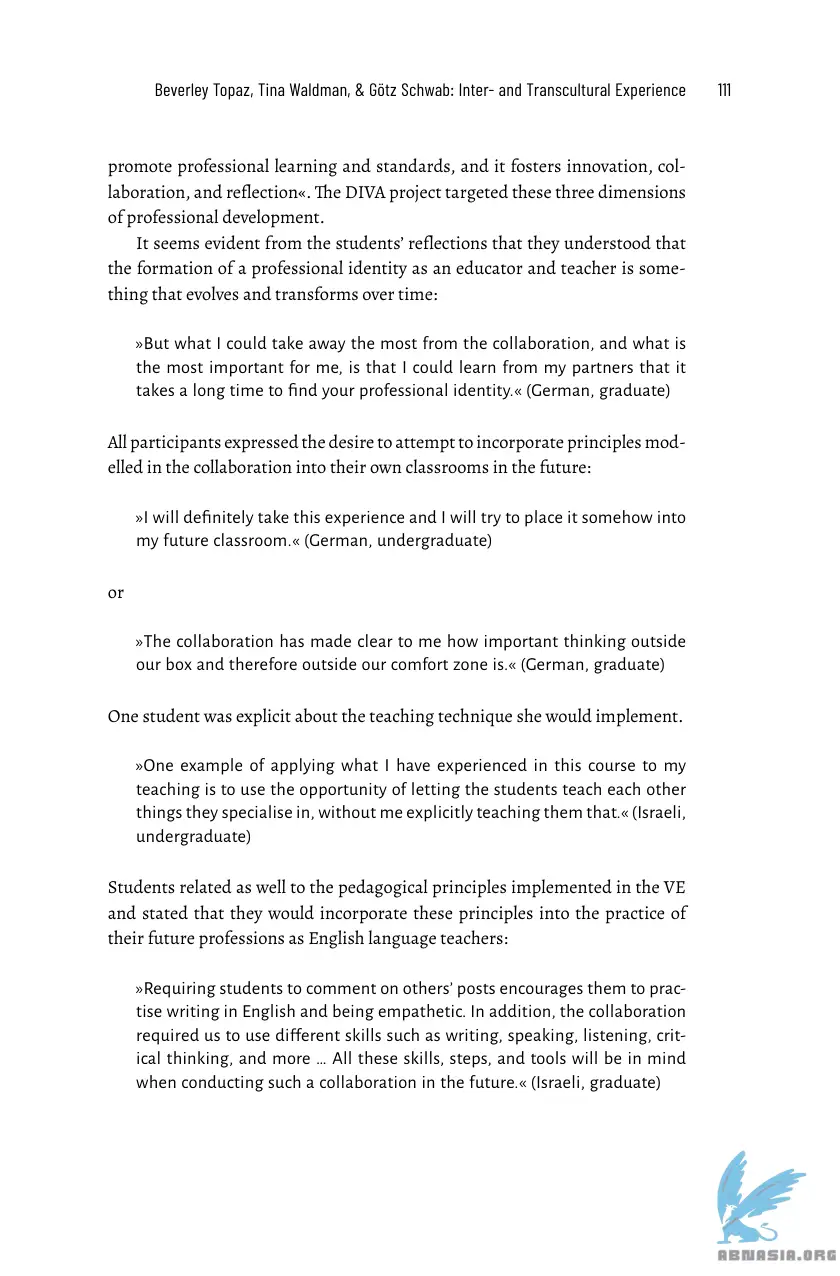 Beverley Topaz, Tina Waldman, & Götz Schwab: Inter- and Transcultural Experience 111
promote professional learning and standards, and it fosters innovation, col-
laboration, and reflection«. The DIVA project targeted these three dimensions
of professional development.
It seems evident from the students’ reflections that they understood that
the formation of a professional identity as an educator and teacher is some-
thing that evolves and transforms over time:
»But what I could take away the most from the collaboration, and what is
the most important for me, is that I could learn from my partners that it
takes a long time to find your professional identity.« (German, graduate)
All participants expressed the desire to attempt to incorporate principles mod-
elled in the collaboration into their own classrooms in the future:
»I will definitely take this experience and I will try to place it somehow into
my future classroom.« (German, undergraduate)
or
»The collaboration has made clear to me how important thinking outside
our box and therefore outside our comfort zone is.« (German, graduate)
One student was explicit about the teaching technique she would implement.
»One example of applying what I have experienced in this course to my
teaching is to use the opportunity of letting the students teach each other
things they specialise in, without me explicitly teaching them that.« (Israeli,
undergraduate)
Students related as well to the pedagogical principles implemented in the VE
and stated that they would incorporate these principles into the practice of
their future professions as English language teachers:
»Requiring students to comment on others’ posts encourages them to prac-
tise writing in English and being empathetic. In addition, the collaboration
required us to use different skills such as writing, speaking, listening, crit-
ical thinking, and more … All these skills, steps, and tools will be in mind
when conducting such a collaboration in the future.« (Israeli, graduate)
ABNASIA.ORG